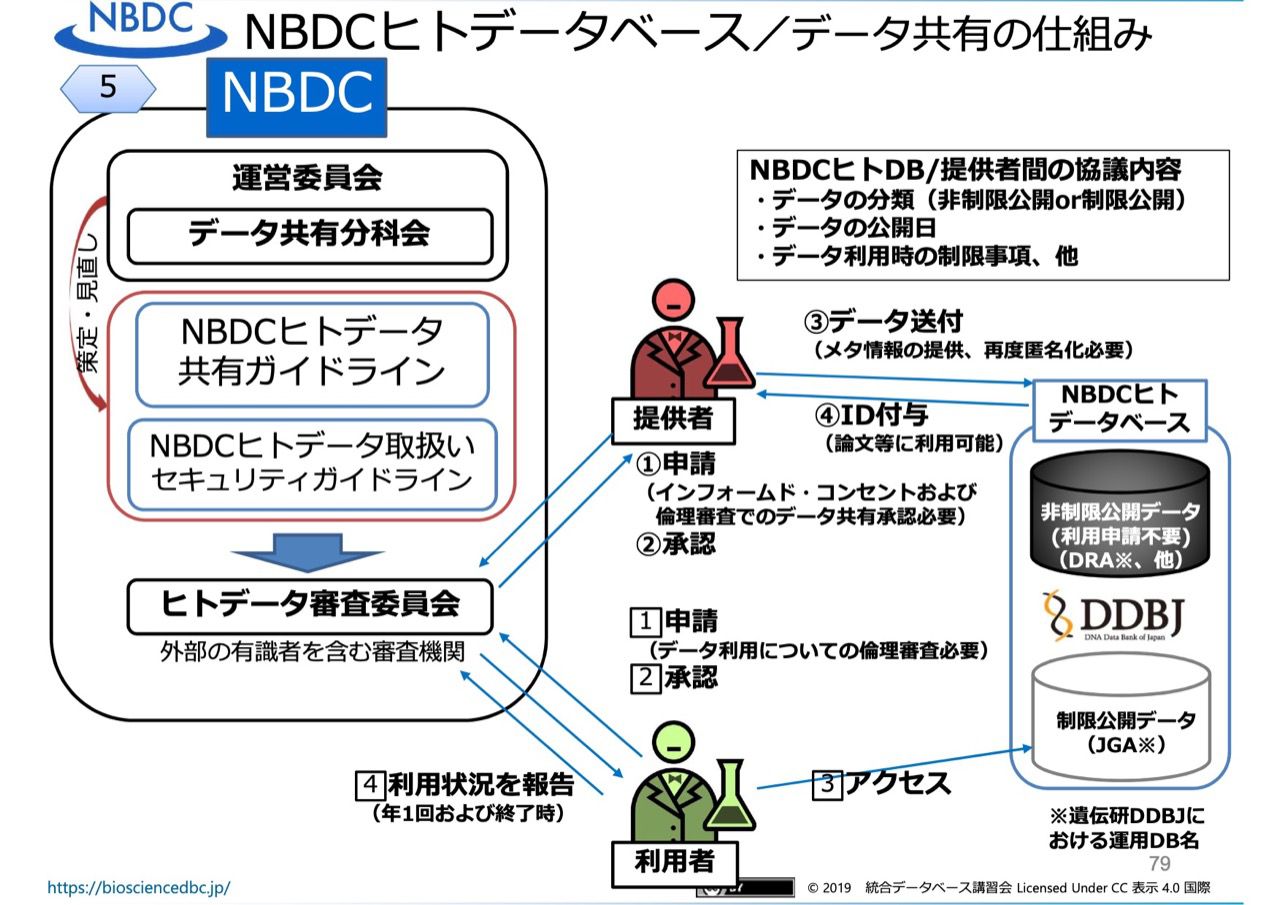 NBDC
NBDCヒトデータベース／データ共有の仕組み
5
NBDC
運営委員会
データ共有分科会
策定・見直し
NBDCヒトデータ
共有ガイドライン
NBDCヒトデータ取扱い
セキュリティガイドライン
ヒトデータ審査委員会
外部の有識者を含む審査機関
NBDCヒトDB/提供者間の協議内容
・データの分類（非制限公開or制限公開）
・データの公開日
・データ利用時の制限事項、他
提供者
③データ送付
（メタ情報の提供、再度匿名化必要）
④ID付与
（論文等に利用可能）
①申請
（インフォームド・コンセントおよび
倫理審査でのデータ共有承認必要）
②承認
1 申請
（データ利用についての倫理審査必要）
2 承認
4 利用状況を報告
（年1回および終了時）
利用者
3 アクセス
NBDCヒト
データベース
非制限公開データ
(利用申請不要)
（DRA※、他）
DDBJ
DNA Data Bank of Japan
制限公開データ
（JGA※）
※遺伝研DDBJに
おける運用DB名
79
https://biosciencedbc.jp/
© 2019 統合データベース講習会 Licensed Under CC 表示 4.0 国際